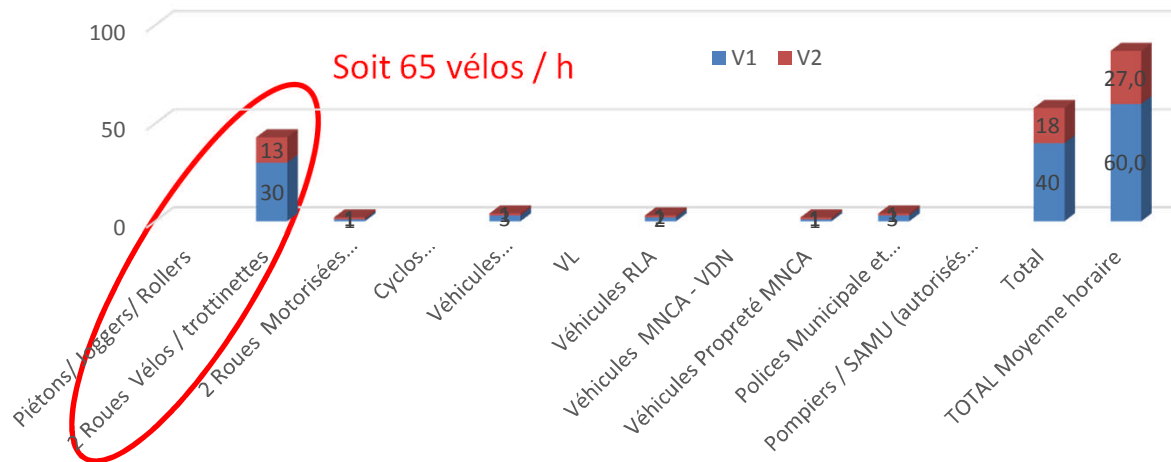 100
50
0
Soit 65 vélos / h
V1
V2
13
30
1
3
2
1
3
18
40
27,0
60,0
Piétons/ Joggers/ Rollers
2 Roues Vélos / trottinettes
2 Roues Motorisées…
Cyclos…
Véhicules…
VL
Véhicules RLA
Véhicules MNCA - VDN
Véhicules Propreté MNCA
Polices Municipale et…
Pompiers / SAMU (autorisés…
Total
TOTAL Moyenne horaire